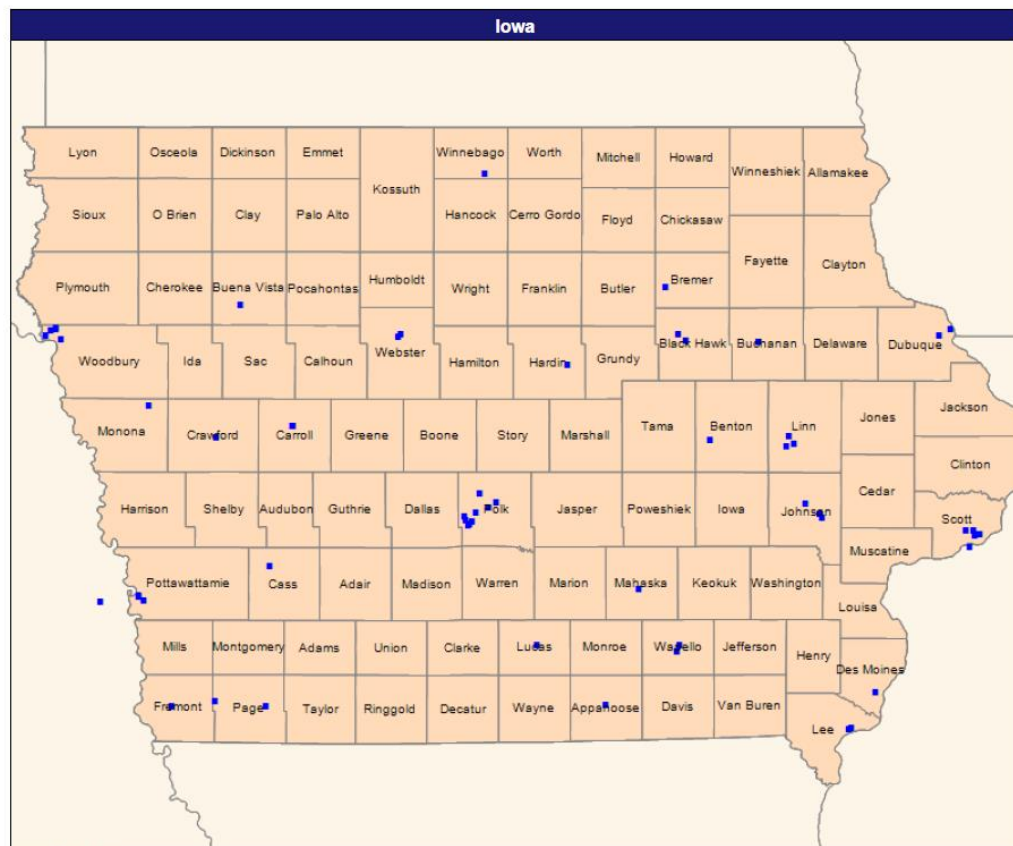 Iowa
Lyon Osceola Dickinson Emmet Winnebago Worth Mitchell Howard
Kossuth Winneshiek Allamakee
Sioux O Brien Clay Palo Alto Hancock Cerro Gordo Floyd Chickasaw
Plymouth Cherokee Buena Vista Pocahontas Humboldt Wright Franklin Butler Bremer Fayette Clayton
Woodbury Ida Sac Calhoun Webster Hamilton Hardin Grundy Black Hawk Buchanan Delaware Dubuque
Monona Crawford Carroll Greene Boone Story Marshall Tama Benton Linn Jones Jackson
Clinton
Harrison Shelby Audubon Guthrie Dallas Polk Jasper Poweshiek Iowa Johnson Cedar Scott
Muscatine
Pottawattamie Cass Adair Madison Warren Marion Mahaska Keokuk Washington
Louisa
Mills Montgomery Adams Union Clarke Lucas Monroe Wapello Jefferson Henry Des Moines
Fremont Page Taylor Ringgold Decatur Wayne Appanoose Davis Van Buren
Lee